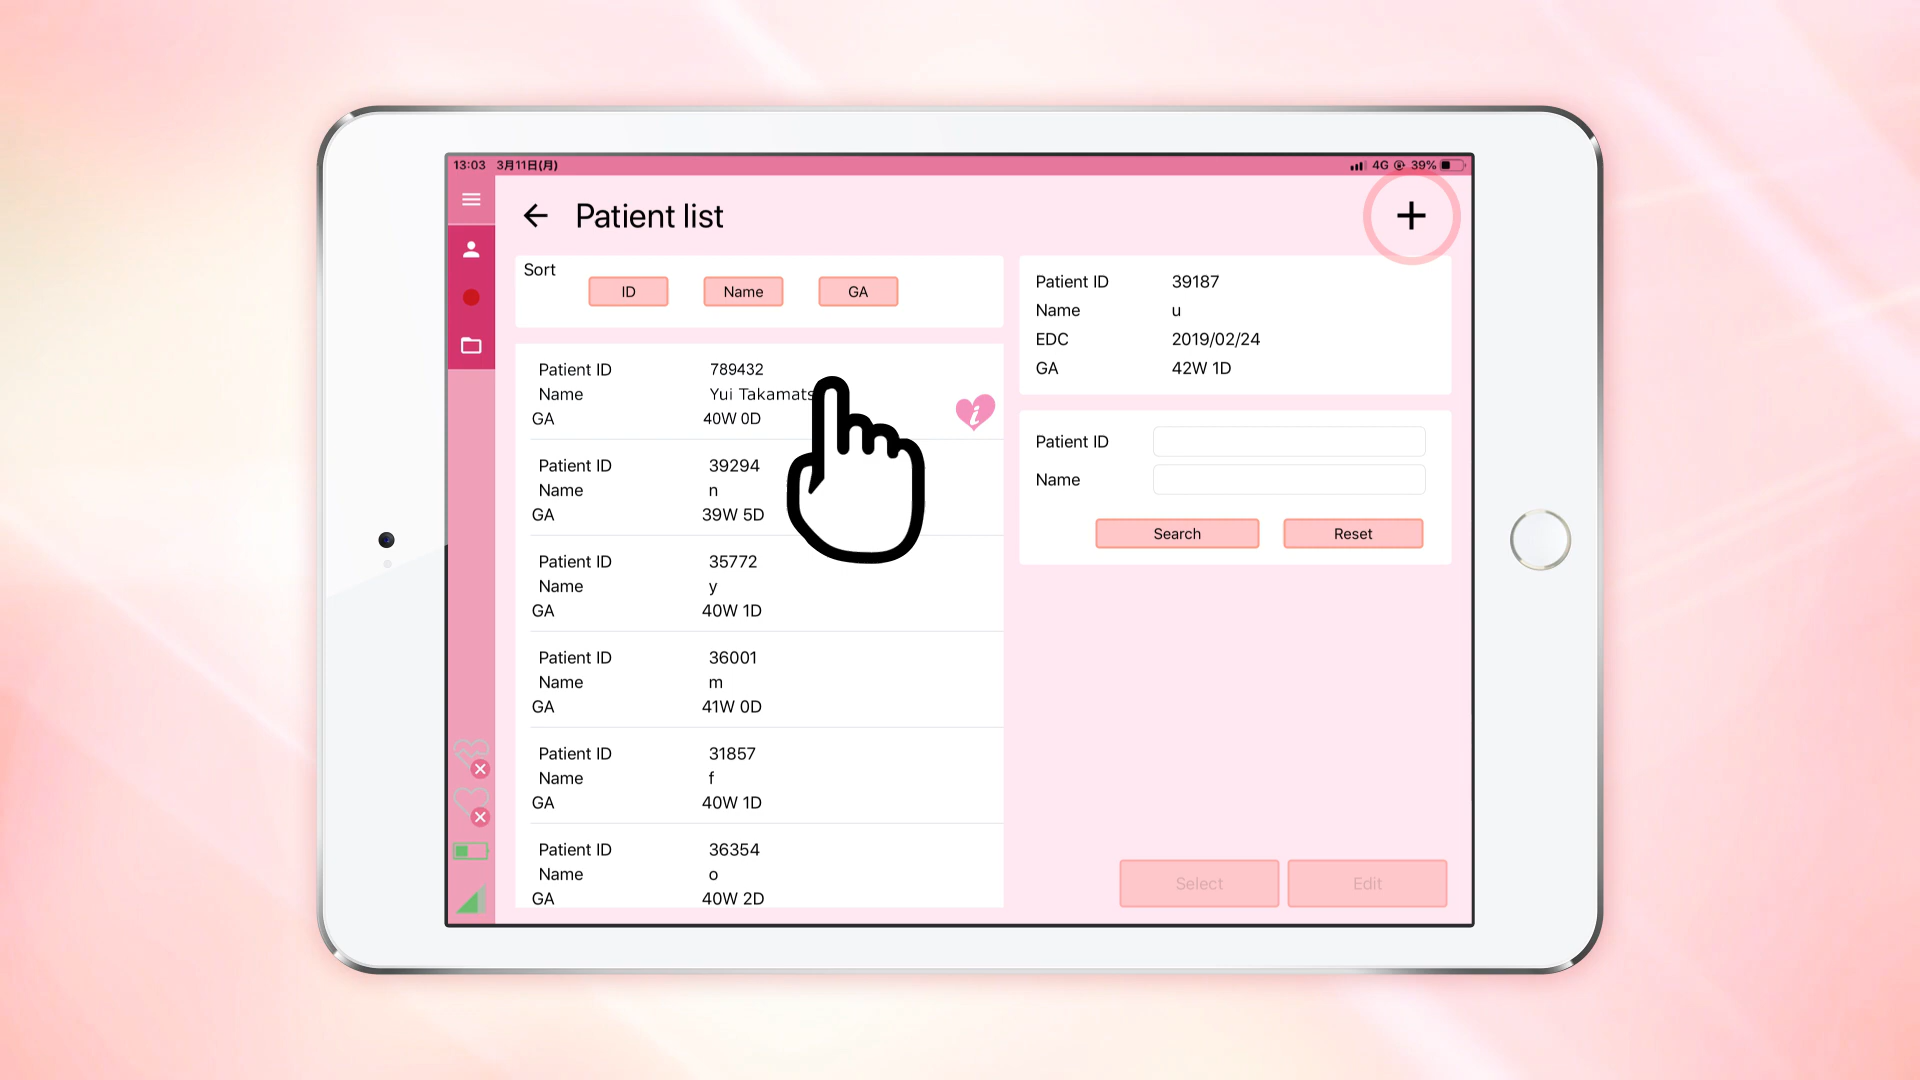 13:03 3月11日(月)
4G 39%
Patient list
Sort
ID Name GA
Patient ID 789432
Name Yui Takamats
GA 40W 0D
Patient ID 39294
Name n
GA 39W 5D
Patient ID 35772
Name y
GA 40W 1D
Patient ID 36001
Name m
GA 41W 0D
Patient ID 31857
Name f
GA 40W 1D
Patient ID 36354
Name o
GA 40W 2D
Patient ID 39187
Name u
EDC 2019/02/24
GA 42W 1D
Patient ID
Name
Search Reset
Select Edit